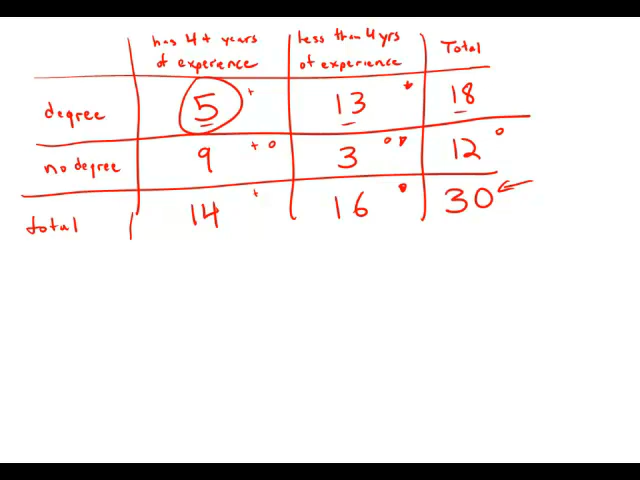 has 4+ years less than 4 yrs Total
of experience of experience
degree 5 13 18
no degree 9 3 12
total 14 16 30